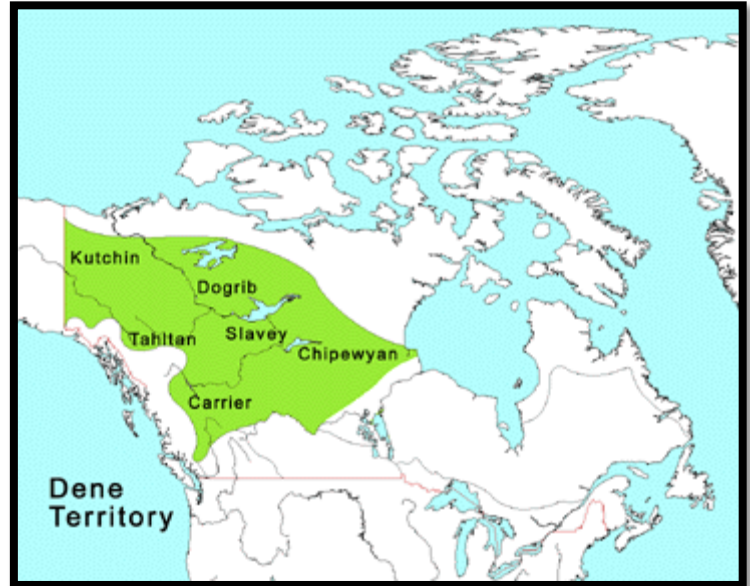 Kutchin
Dogrib
Tahltan
Slavey
Chipewyan
Carrier
Dene
Territory